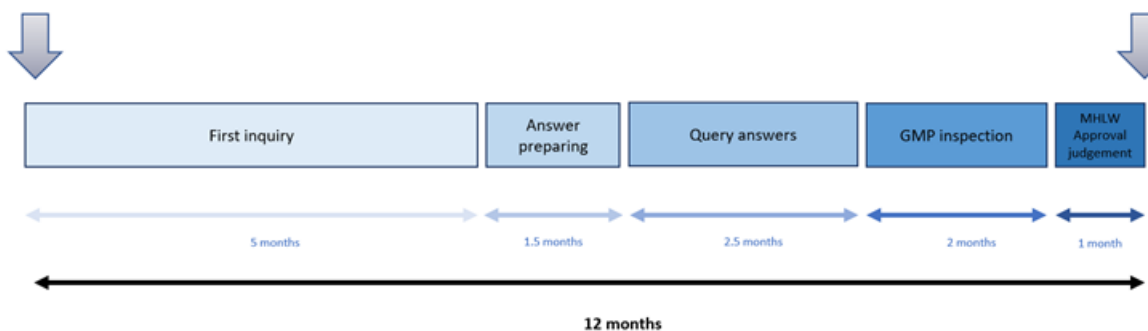 First inquiry
Answer
preparing
Query answers
GMP inspection
MHLW
Approval
judgement
5 months
1.5 months
2.5 months
2 months
1 month
12 months